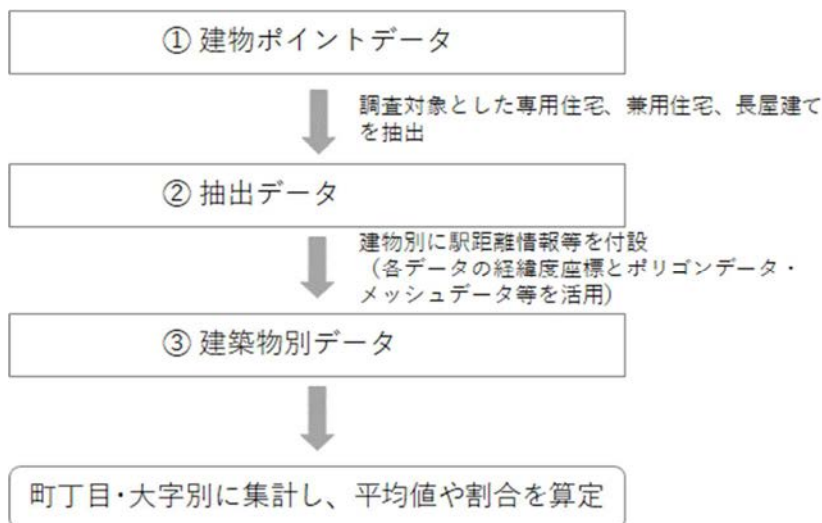 ① 建物ポイントデータ
調査対象とした専用住宅、兼用住宅、長屋建て
を抽出
② 抽出データ
建物別に駅距離情報等を付設
（各データの経緯度座標とポリゴンデータ・
メッシュデータ等を活用)
③ 建築物別データ
町丁目･大字別に集計し、平均値や割合を算定